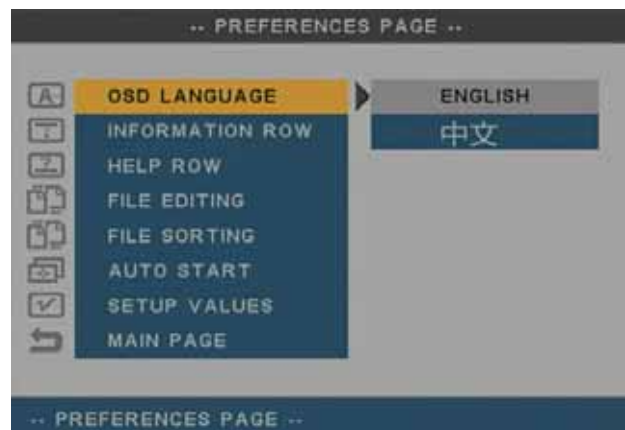 -- PREFERENCES PAGE --
OSD LANGUAGE
ENGLISH
INFORMATION ROW
中文
HELP ROW
FILE EDITING
FILE SORTING
AUTO START
SETUP VALUES
MAIN PAGE
-- PREFERENCES PAGE --